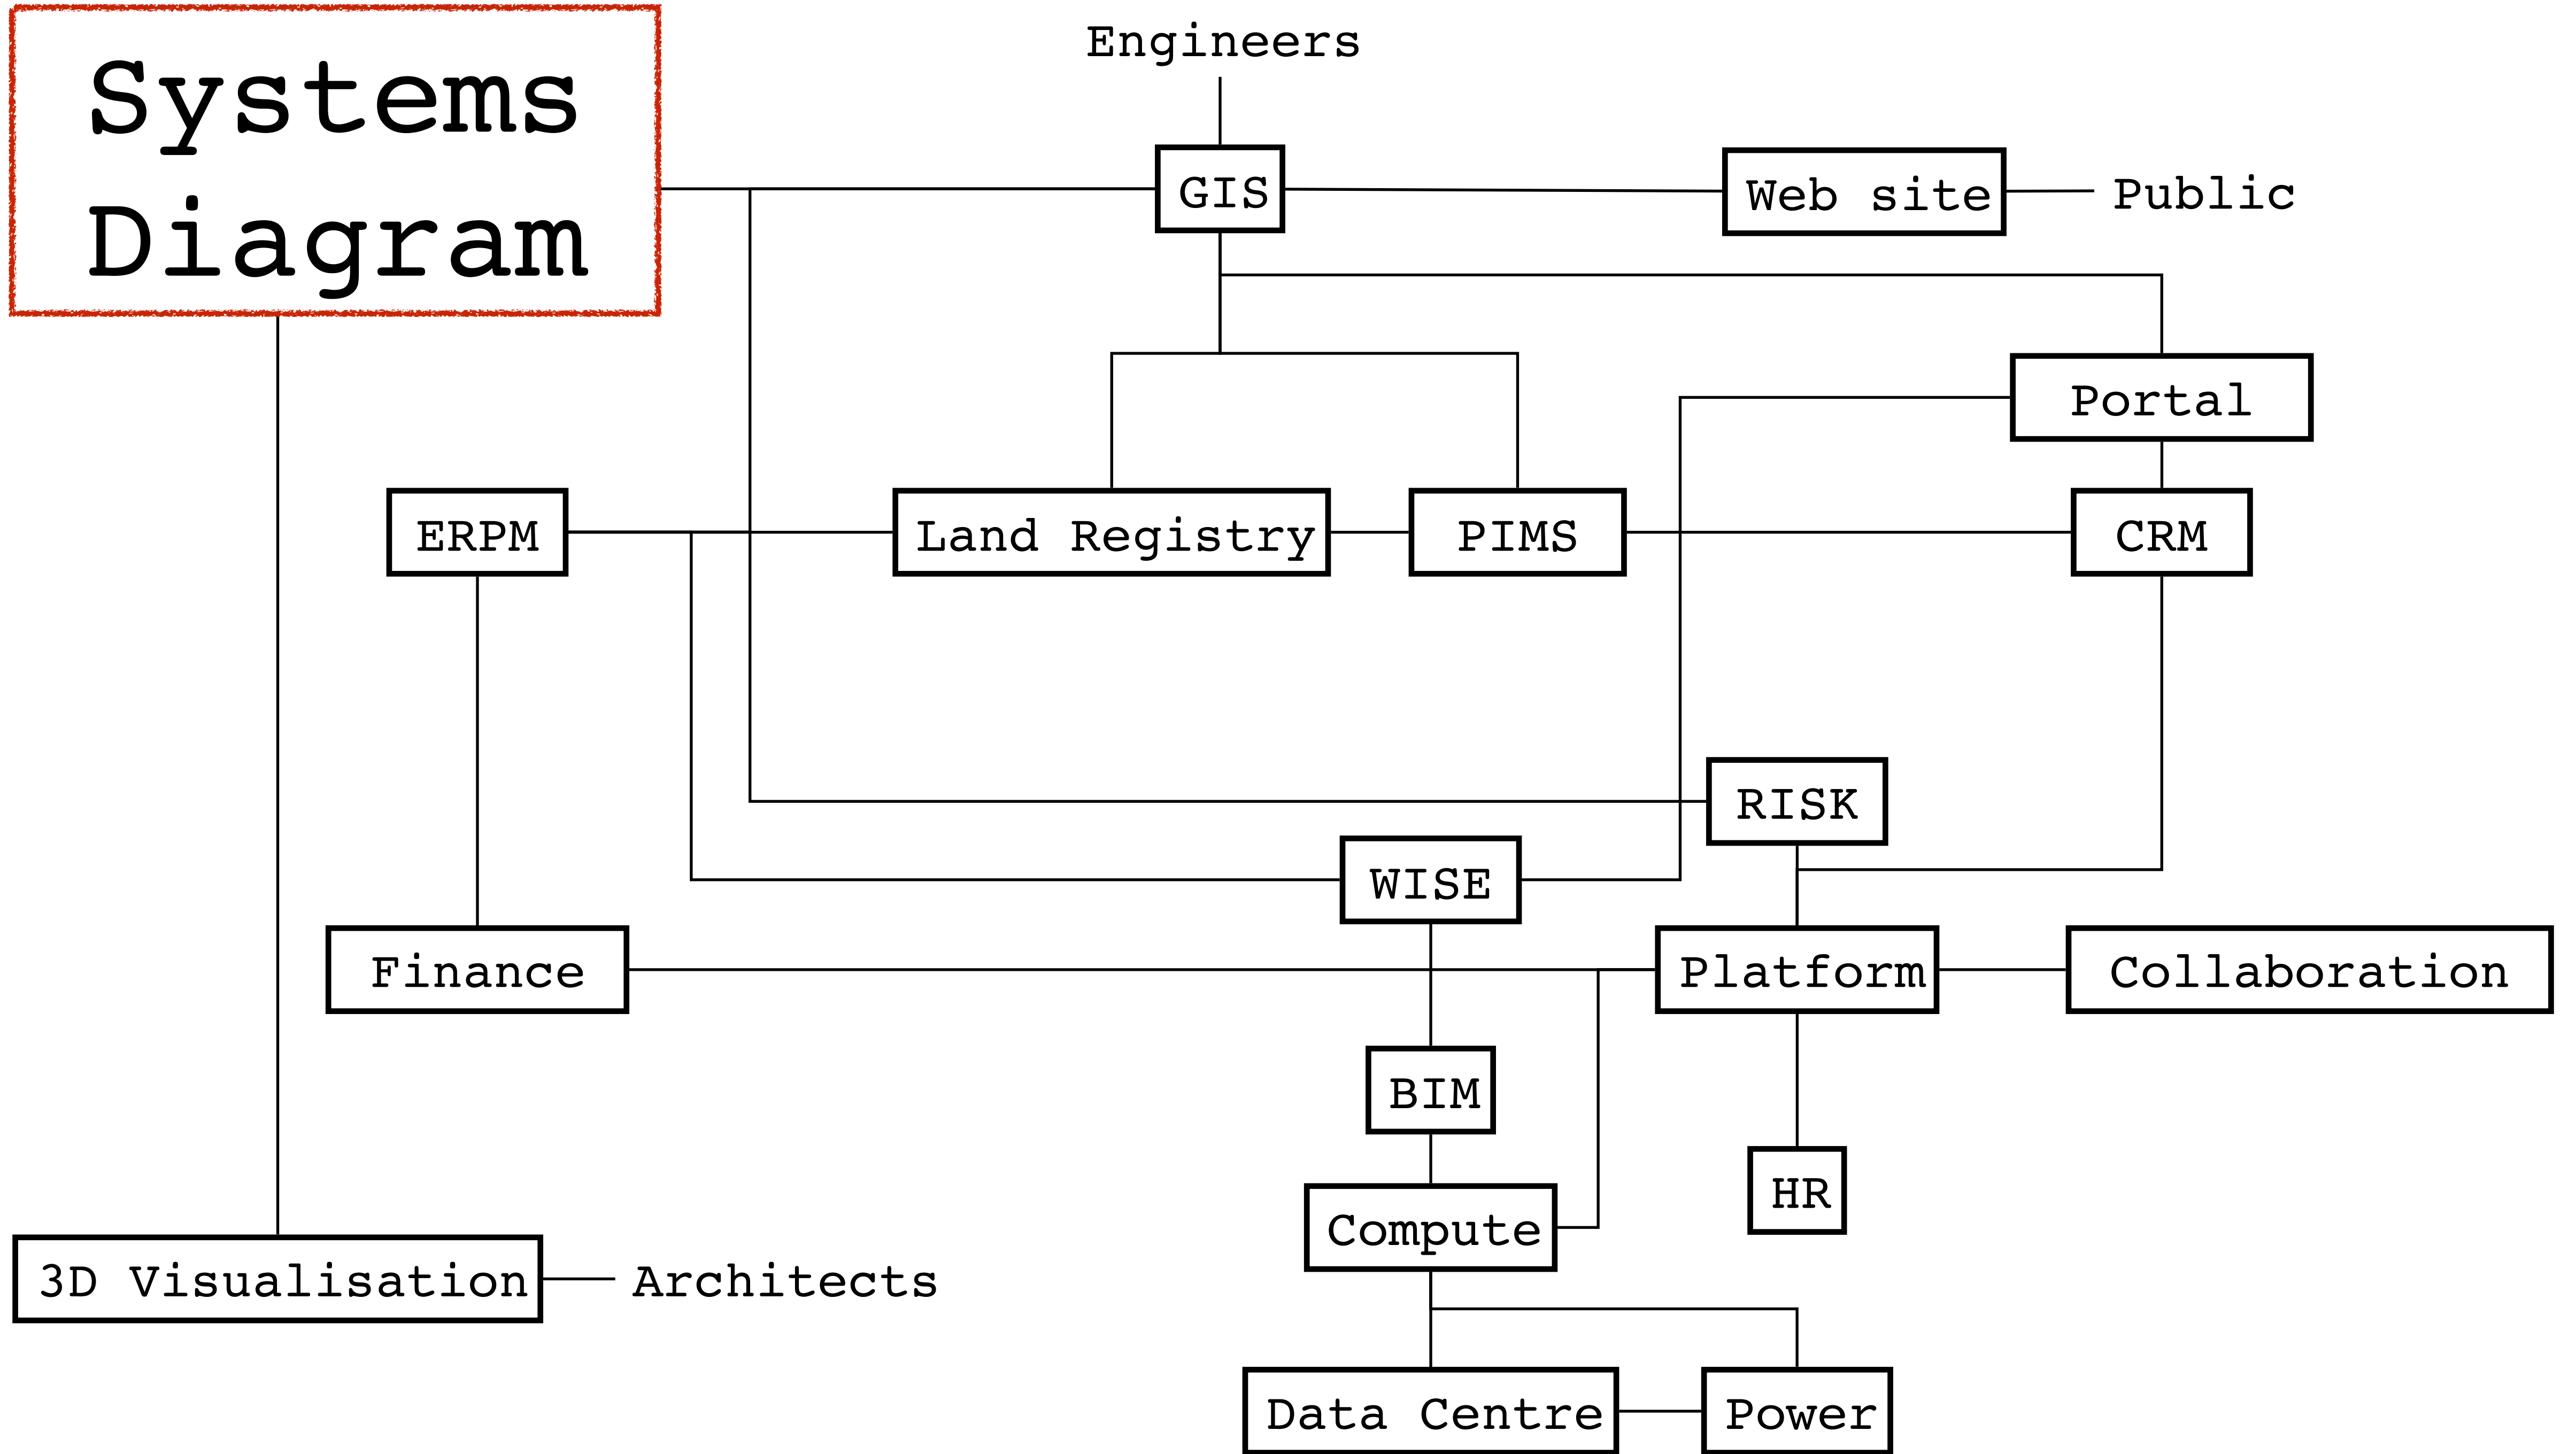 Systems
Diagram
Engineers
GIS
Web site
Public
Portal
ERPM
Land Registry
PIMS
CRM
RISK
WISE
Finance
Platform
Collaboration
BIM
HR
Compute
3D Visualisation
Architects
Data Centre
Power